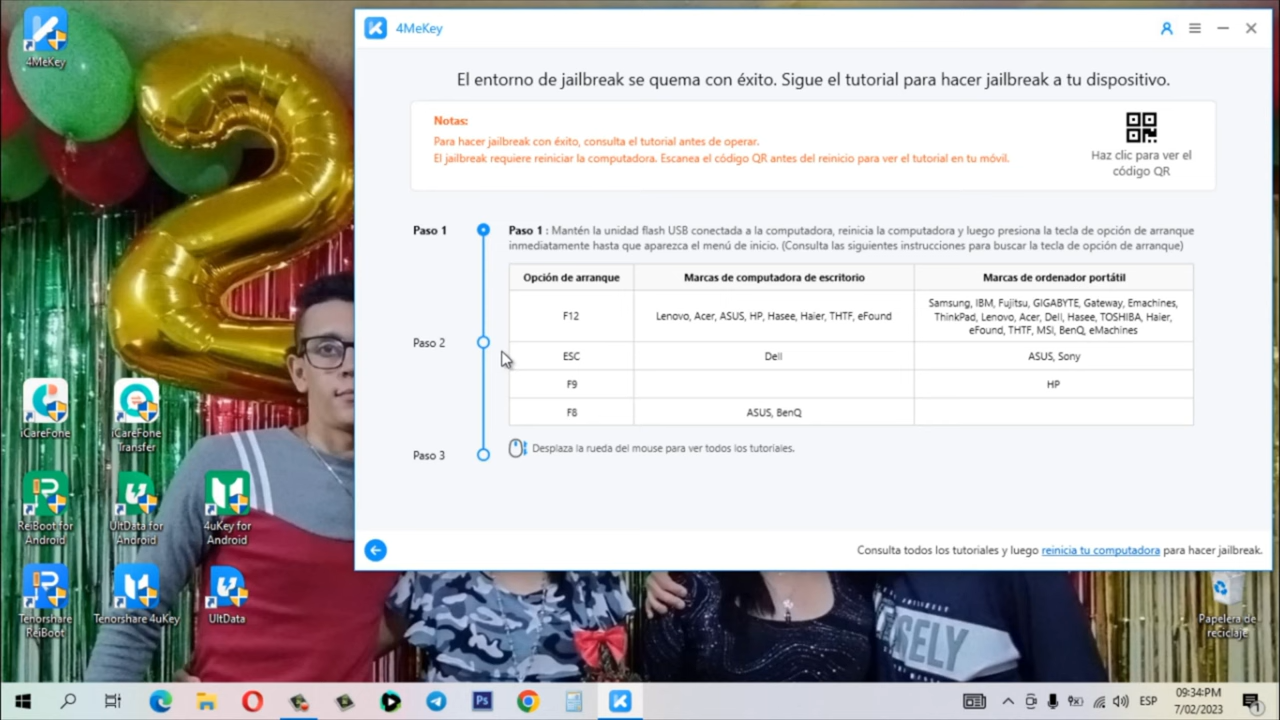 4MeKey
4MeKey
El entorno de jailbreak se quema con éxito. Sigue el tutorial para hacer jailbreak a tu dispositivo.
Notas:
Para hacer jailbreak con éxito, consulta el tutorial antes de operar.
El jailbreak requiere reiniciar la computadora. Escanea el código QR antes del reinicio para ver el tutorial en tu móvil.
Haz clic para ver el
código QR
Paso 1
Paso 1 : Mantén la unidad flash USB conectada a la computadora, reinicia la computadora y luego presiona la tecla de opción de arranque
inmediatamente hasta que aparezca el menú de inicio. (Consulta las siguientes instrucciones para buscar la tecla de opción de arranque)
Opción de arranque Marcas de computadora de escritorio Marcas de ordenador portátil
F12 Lenovo, Acer, ASUS, HP, Hasee, Haier, THTF, eFound
Samsung, IBM, Fujitsu, GIGABYTE, Gateway, Emachines,
ThinkPad, Lenovo, Acer, Dell, Hasee, TOSHIBA, Haier,
eFound, THTF, MSI, BenQ, eMachines
Paso 2
ESC Dell ASUS, Sony
F9 HP
F8 ASUS, BenQ
Paso 3
Desplaza la rueda del mouse para ver todos los tutoriales.
Consulta todos los tutoriales y luego reinicia tu computadora para hacer jailbreak.
iCareFone
iCareFone
Transfer
ReiBoot for
Android
UltData for
Android
4uKey for
Android
Tenorshare
ReiBoot
Tenorshare 4uKey
UltData
Papelera de
reciclaje
Ps
ESP
09:34PM
7/02/2023
1